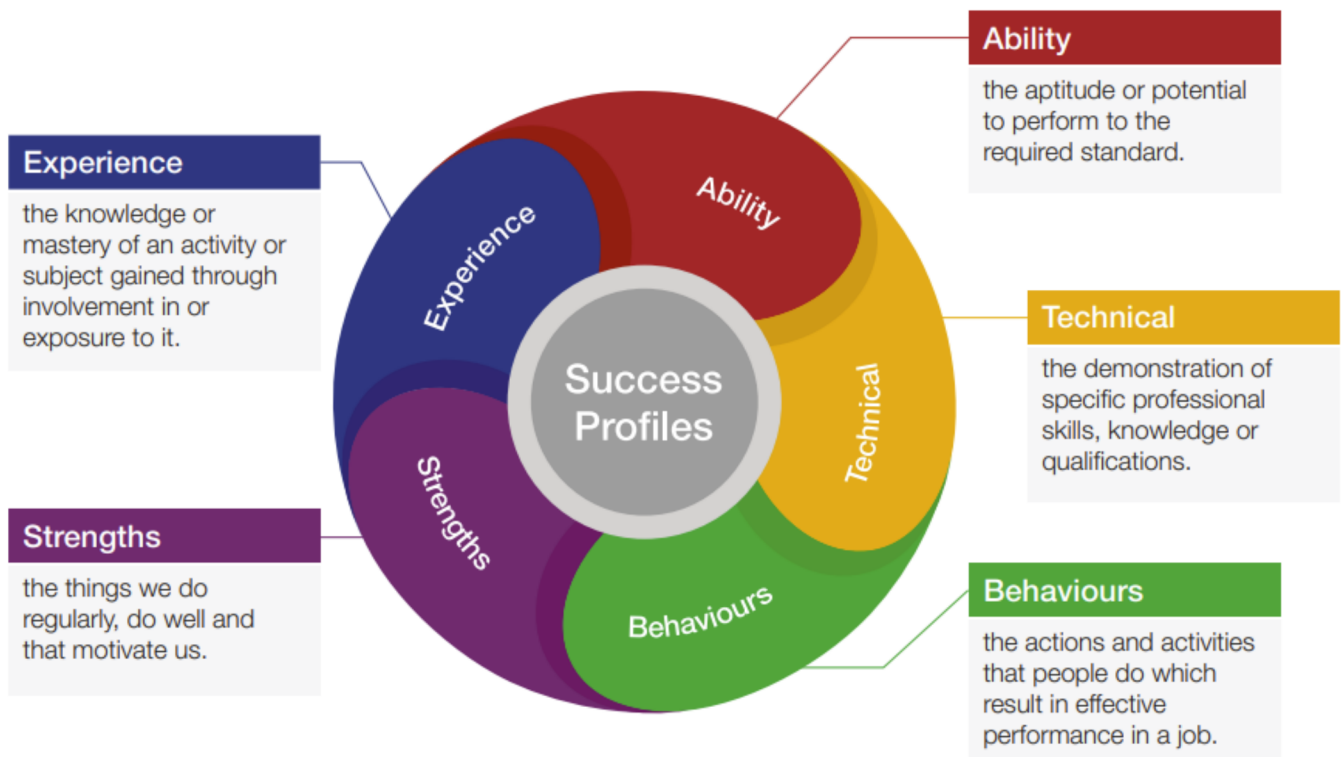 Ability
the aptitude or potential
to perform to the
required standard.
Experience
the knowledge or
mastery of an activity or
subject gained through
involvement in or
exposure to it.
Technical
the demonstration of
specific professional
skills, knowledge or
qualifications.
Strengths
the things we do
regularly, do well and
that motivate us.
Behaviours
the actions and activities
that people do which
result in effective
performance in a job.
Ability
Experience
Technical
Strengths
Behaviours
Success
Profiles